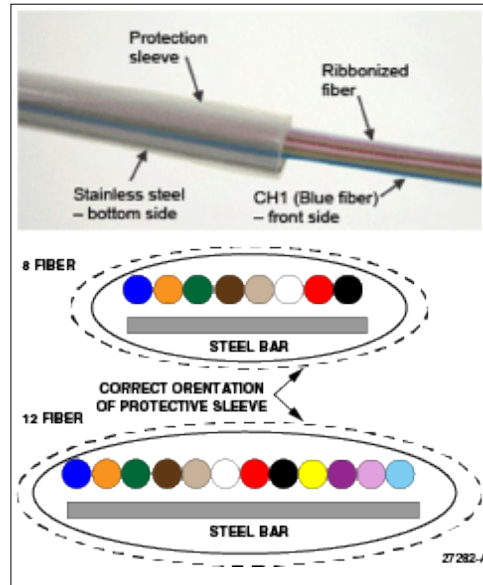 Protection
sleeve
Ribbonized
fiber
Stainless steel
– bottom side
CH1 (Blue fiber)
– front side
8 FIBER
STEEL BAR
CORRECT ORENTATION
OF PROTECTIVE SLEEVE
12 FIBER
STEEL BAR
27282-A